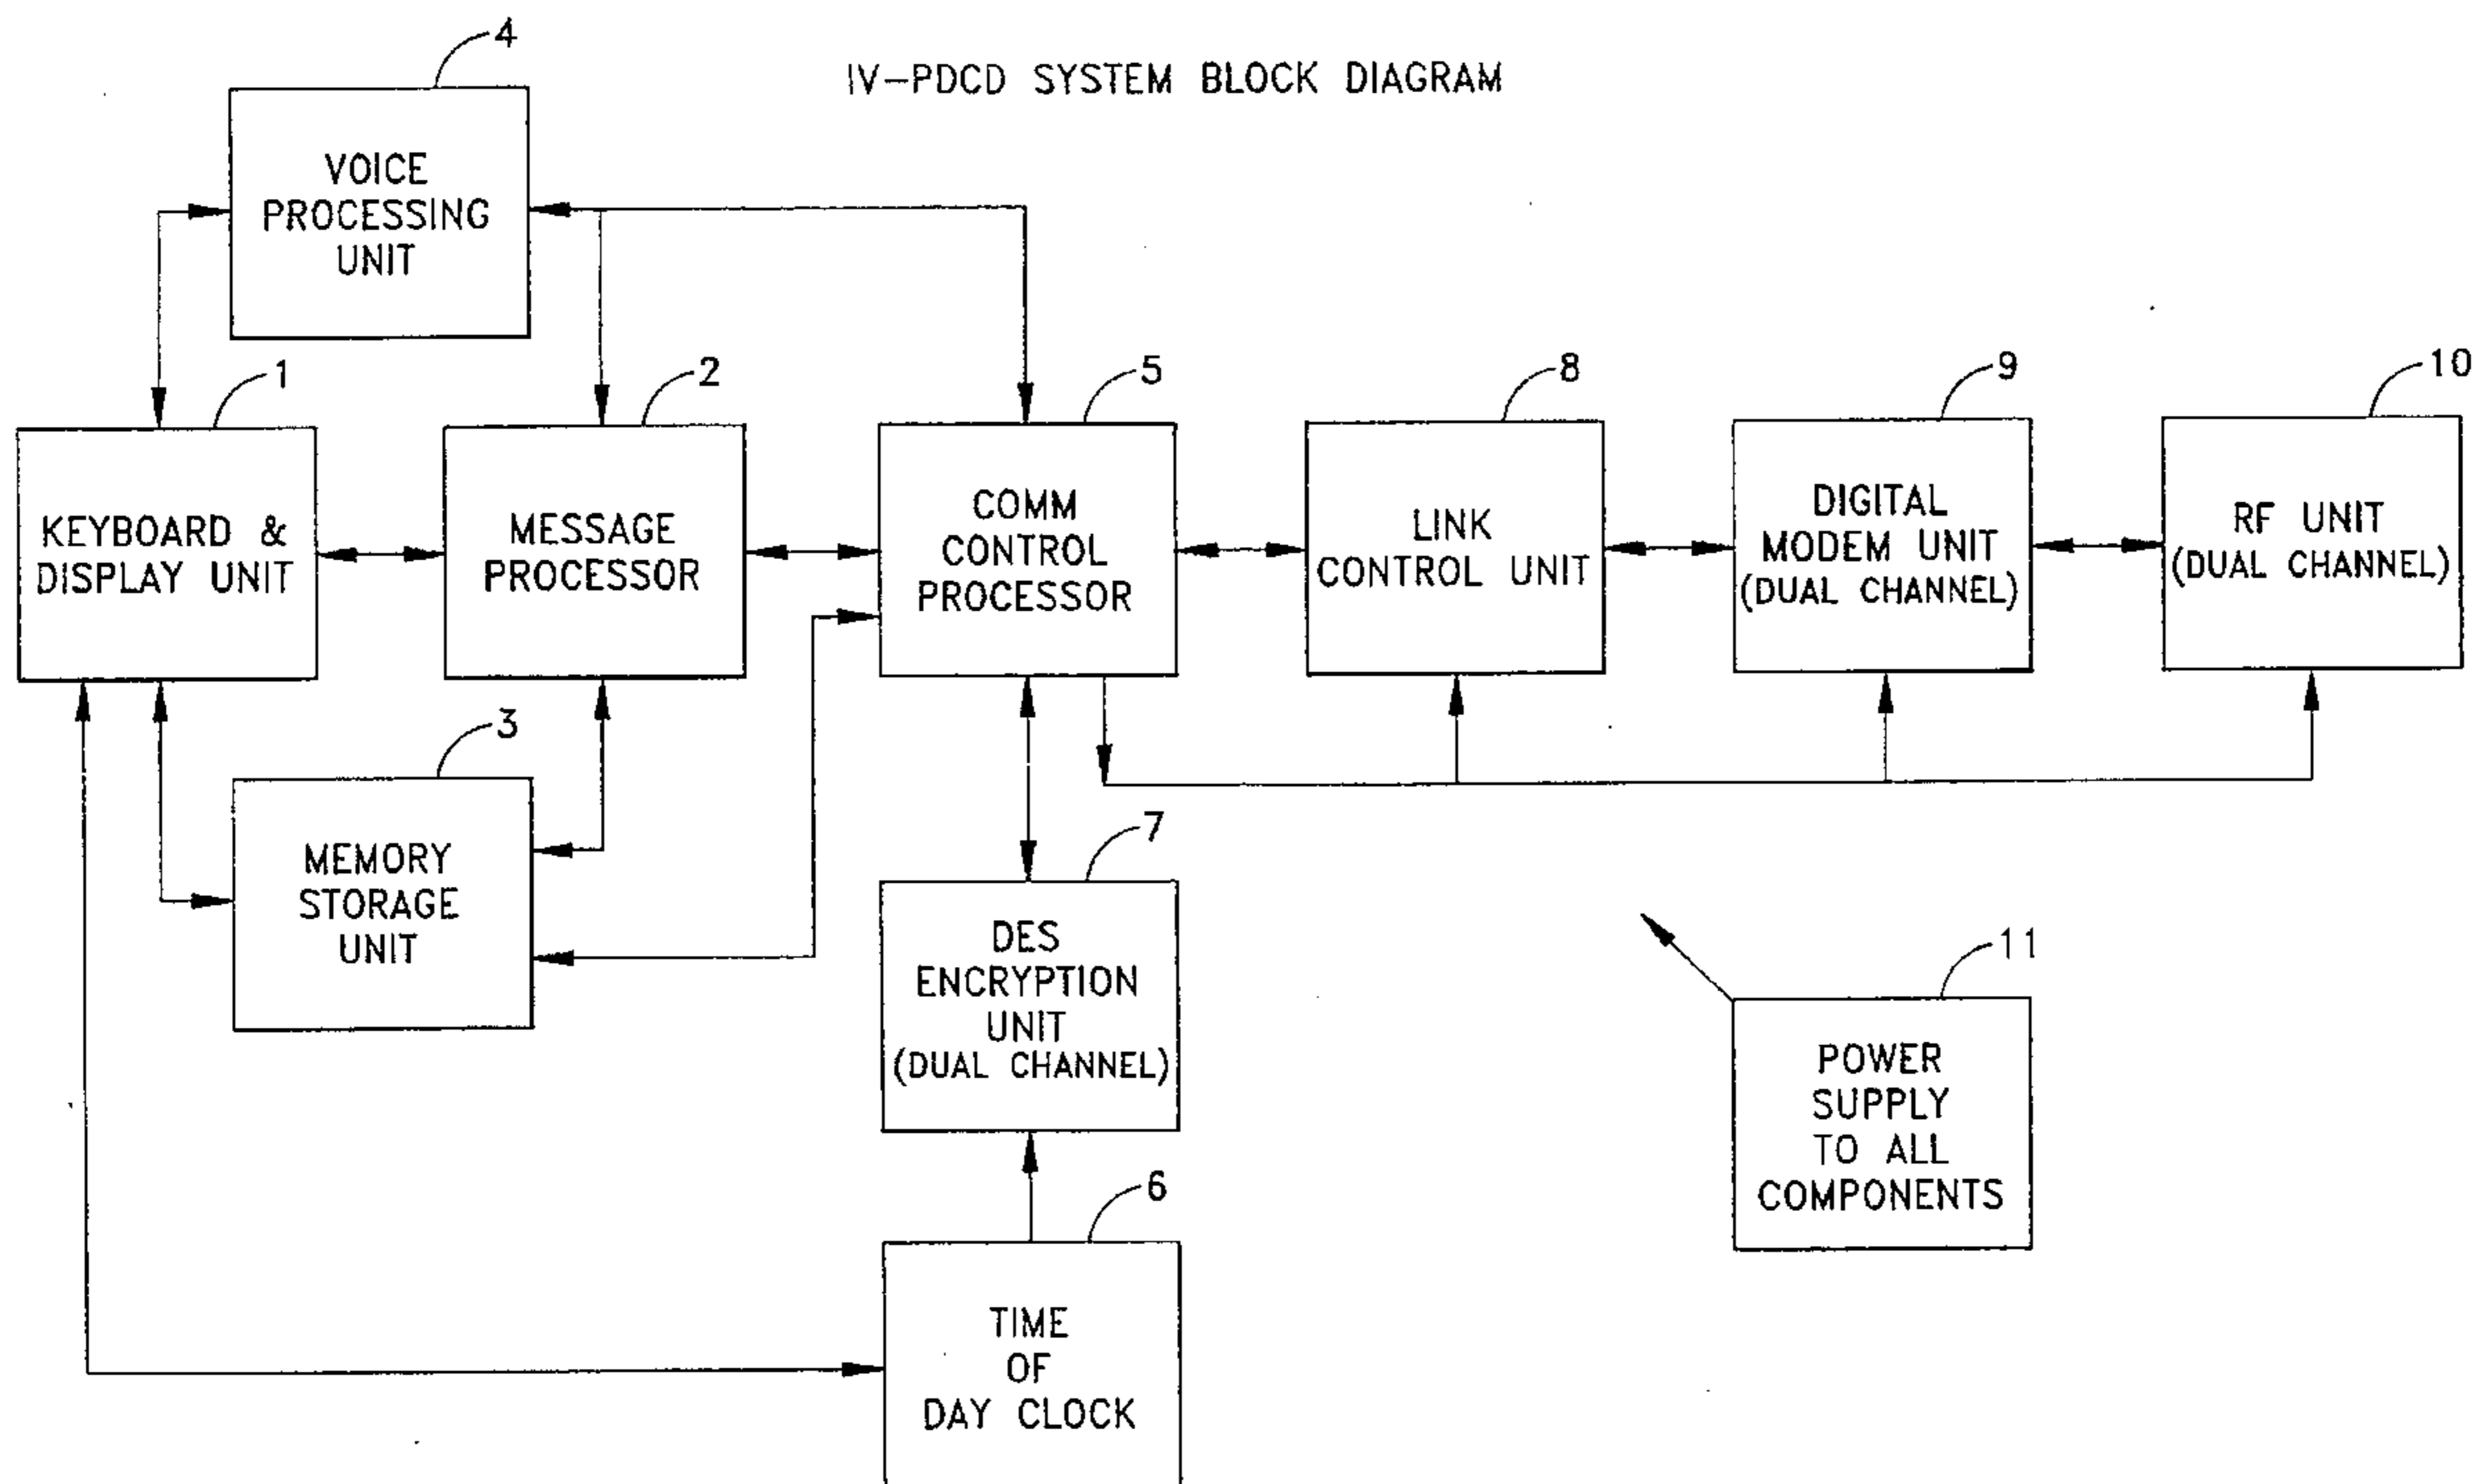 IV-PDCD SYSTEM BLOCK DIAGRAM
4
VOICE
PROCESSING
UNIT
1
KEYBOARD &
DISPLAY UNIT
2
MESSAGE
PROCESSOR
5
COMM
CONTROL
PROCESSOR
8
LINK
CONTROL UNIT
9
DIGITAL
MODEM UNIT
(DUAL CHANNEL)
10
RF UNIT
(DUAL CHANNEL)
3
MEMORY
STORAGE
UNIT
7
DES
ENCRYPTION
UNIT
(DUAL CHANNEL)
11
POWER
SUPPLY
TO ALL
COMPONENTS
6
TIME
OF
DAY CLOCK